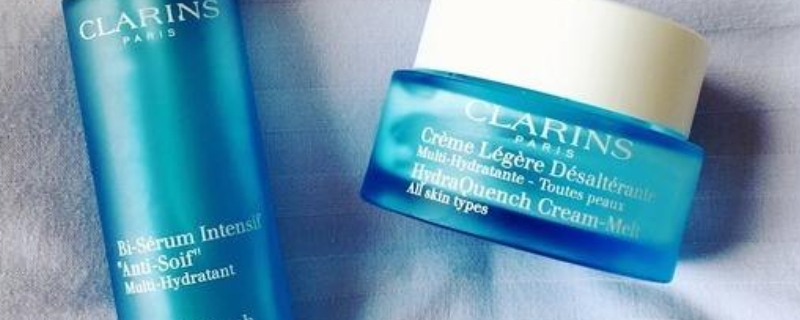 CLARINS
PARIS
Bi-Sérum Intensif
"Anti-Soif"
Multi-Hydratant
CLARINS
PARIS
Crème Légère Désaltérante
Multi-Hydratante - Toutes peaux
HydraQuench Cream-Melt
All skin types